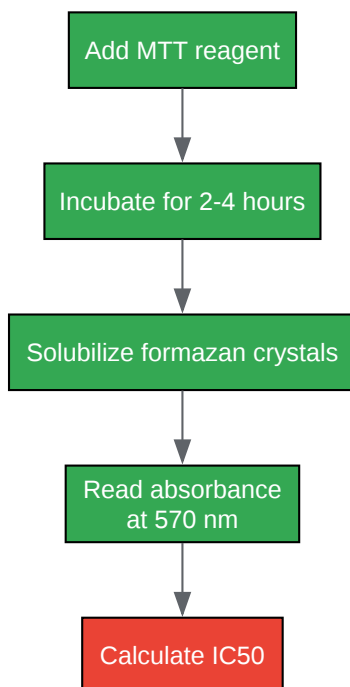 Add MTT reagent
Incubate for 2-4 hours
Solubilize formazan crystals
Read absorbance
at 570 nm
Calculate IC50